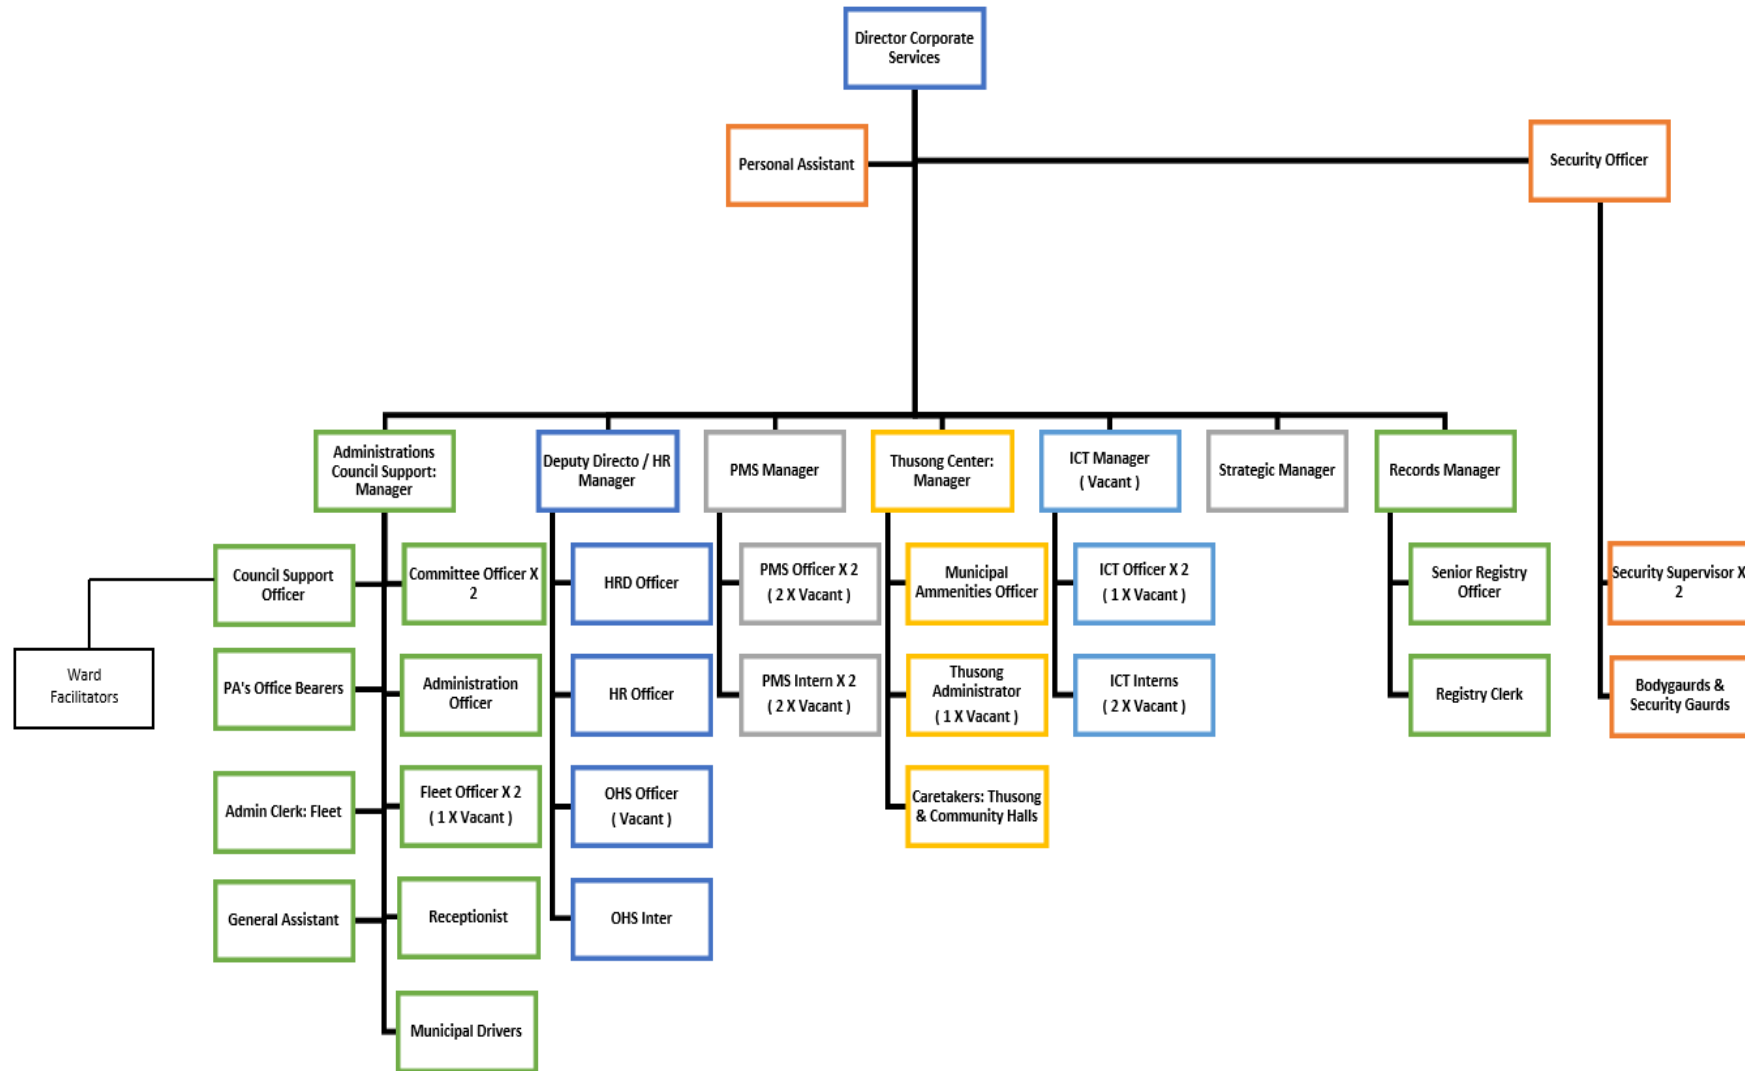 Director Corporate
Services
Personal Assistant
Security Officer
Administrations
Council Support:
Manager
Deputy Directo / HR
Manager
PMS Manager
Thusong Center:
Manager
ICT Manager
( Vacant )
Strategic Manager
Records Manager
Council Support
Officer
Committee Officer X
2
HRD Officer
PMS Officer X 2
( 2 X Vacant )
Municipal
Ammenities Officer
ICT Officer X 2
( 1 X Vacant )
Senior Registry
Officer
Security Supervisor X
2
Ward
Facilitators
PA's Office Bearers
Administration
Officer
HR Officer
PMS Intern X 2
( 2 X Vacant )
Thusong
Administrator
( 1 X Vacant )
ICT Interns
( 2 X Vacant )
Registry Clerk
Bodygaurds &
Security Gaurds
Admin Clerk: Fleet
Fleet Officer X 2
( 1 X Vacant )
OHS Officer
( Vacant )
Caretakers: Thusong
& Community Halls
General Assistant
Receptionist
OHS Inter
Municipal Drivers